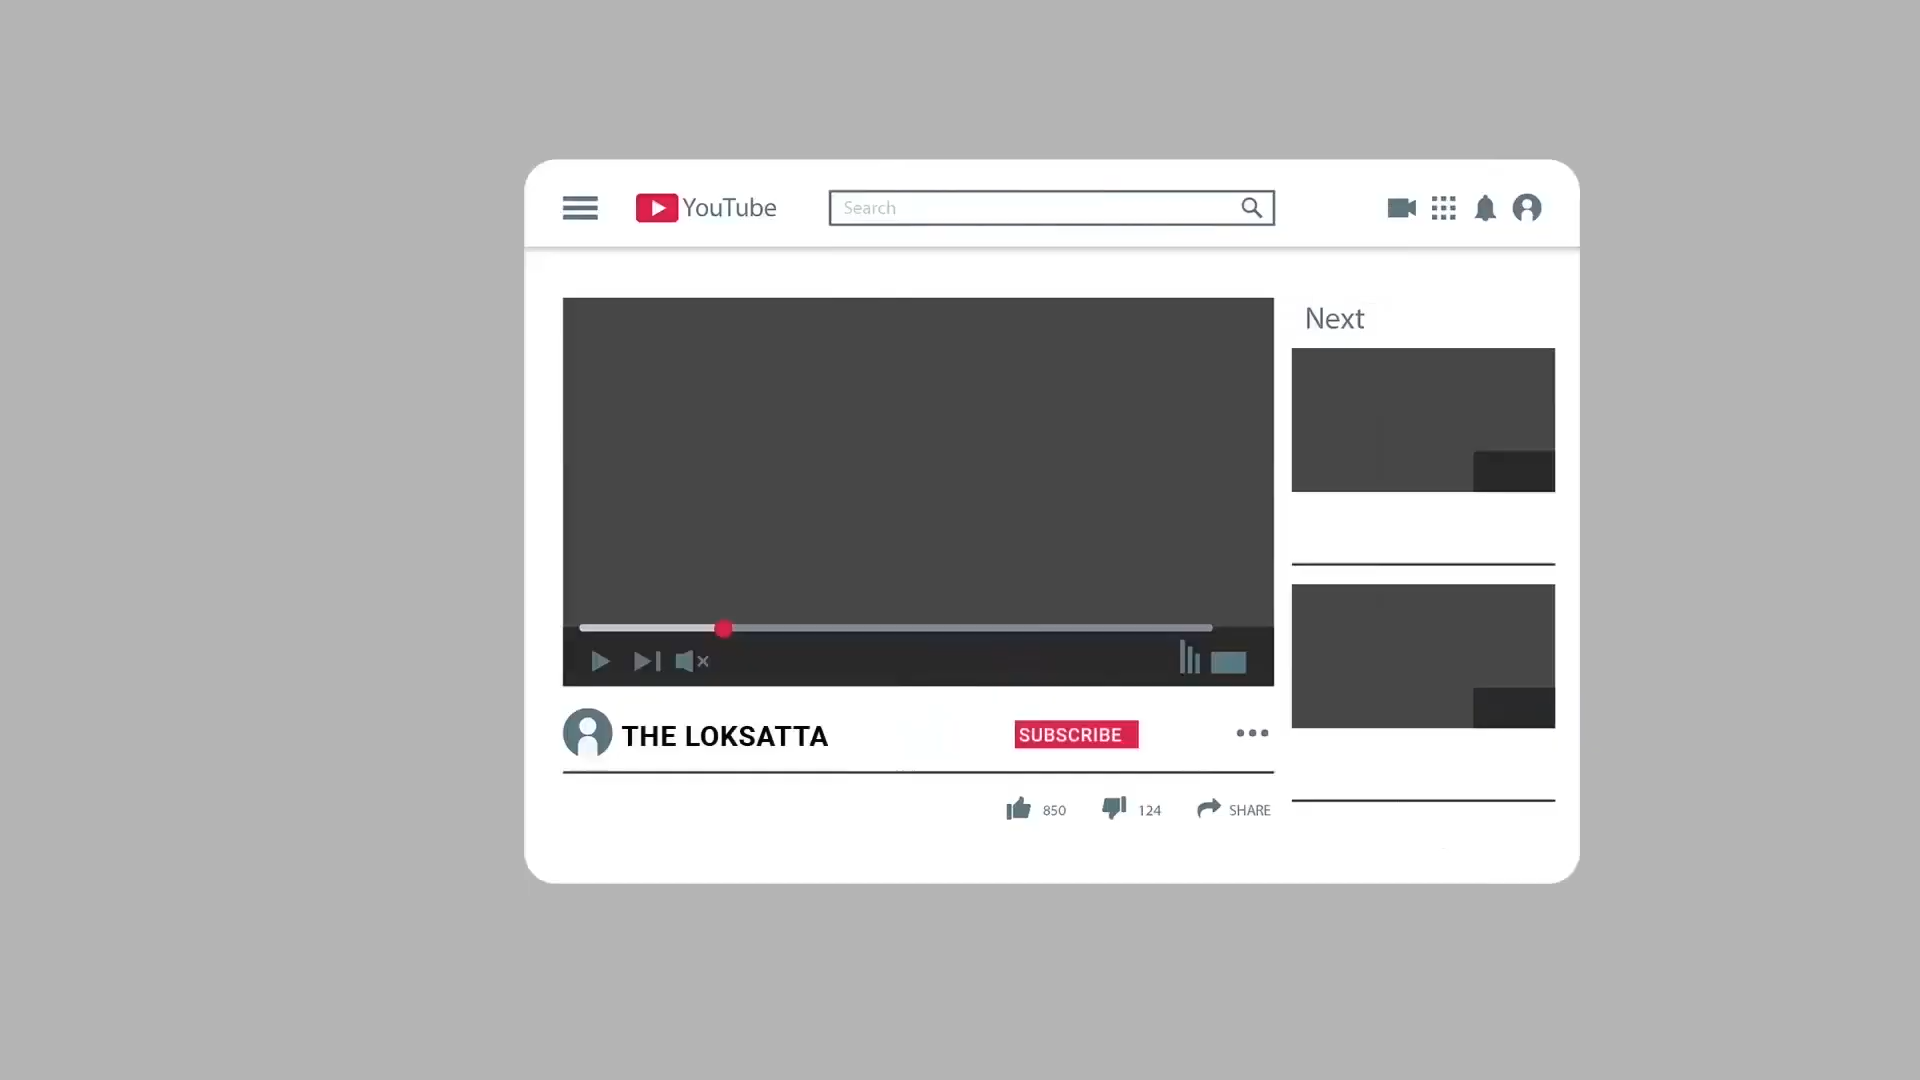 YouTube
Search
Next
THE LOKSATTA
SUBSCRIBE
850
124
SHARE